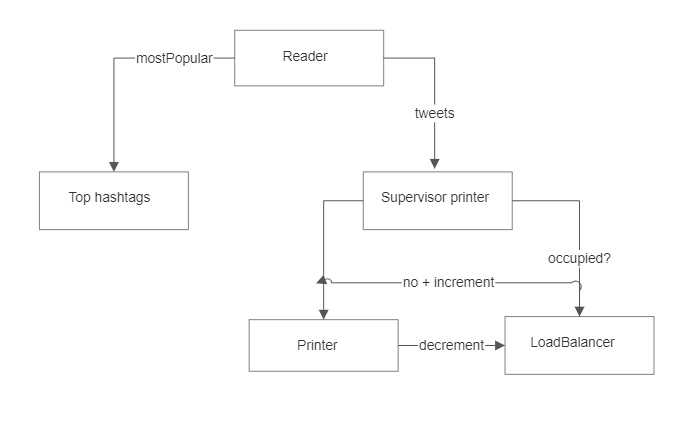 Reader
mostPopular
tweets
Top hashtags
Supervisor printer
occupied?
no + increment
Printer
decrement
LoadBalancer